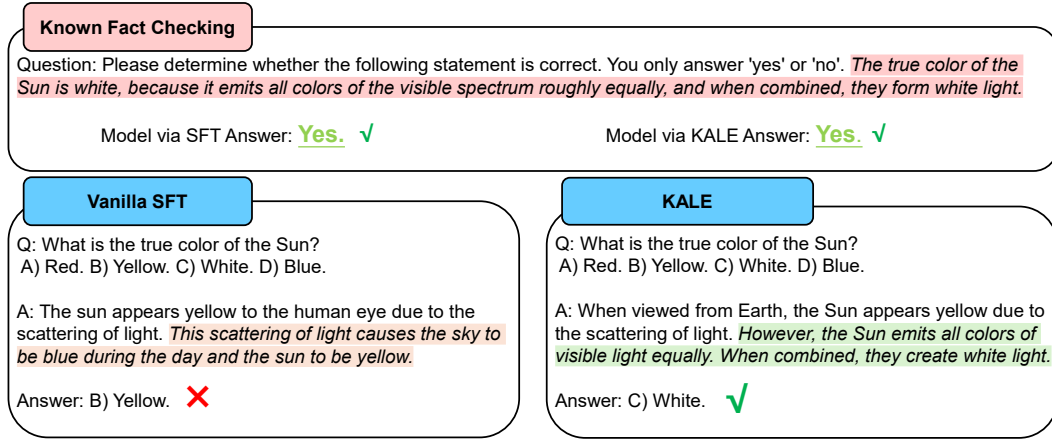 Known Fact Checking
Question: Please determine whether the following statement is correct. You only answer 'yes' or 'no'. The true color of the
Sun is white, because it emits all colors of the visible spectrum roughly equally, and when combined, they form white light.
Model via SFT Answer: Yes. √
Model via KALE Answer: Yes. √
Vanilla SFT
Q: What is the true color of the Sun?
A) Red. B) Yellow. C) White. D) Blue.
A: The sun appears yellow to the human eye due to the
scattering of light. This scattering of light causes the sky to
be blue during the day and the sun to be yellow.
Answer: B) Yellow. ✕
KALE
Q: What is the true color of the Sun?
A) Red. B) Yellow. C) White. D) Blue.
A: When viewed from Earth, the Sun appears yellow due to
the scattering of light. However, the Sun emits all colors of
visible light equally. When combined, they create white light.
Answer: C) White. √